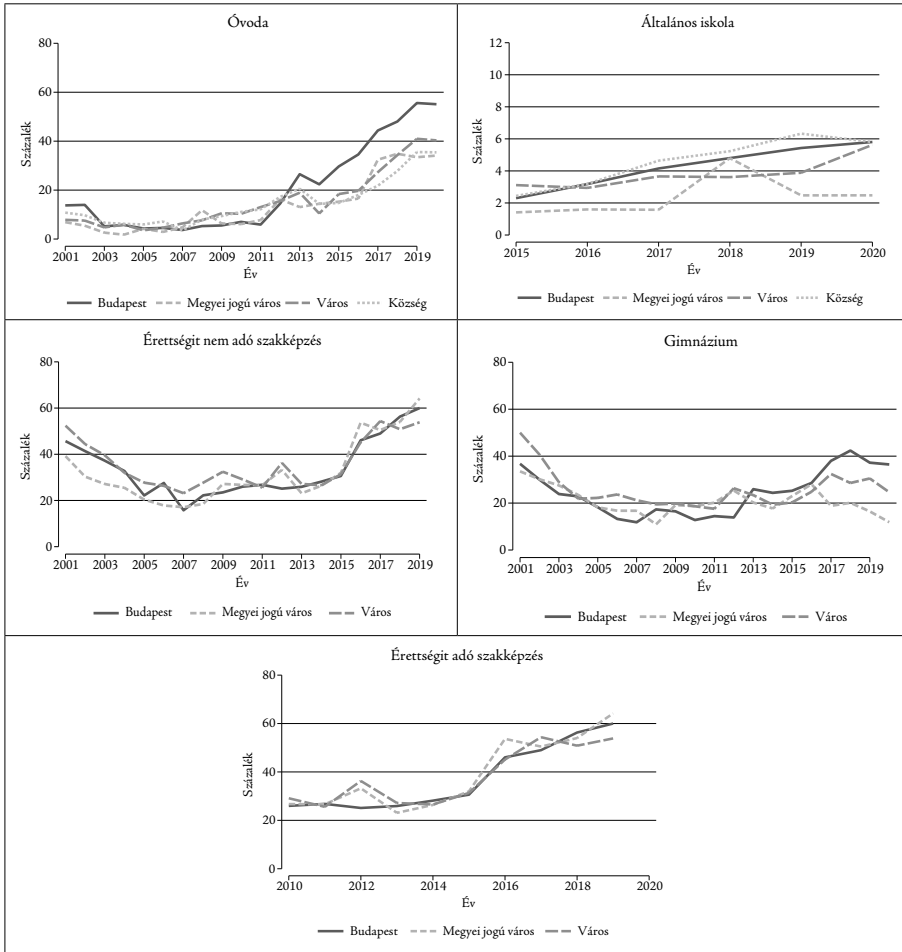 Óvoda
80
60
40
20
0
Százalék
2001 2003 2005 2007 2009 2011 2013 2015 2017 2019
Év
Budapest Megyei jogú város Város Község
Általános iskola
12
10
8
6
4
2
0
Százalék
2015 2016 2017 2018 2019 2020
Év
Budapest Megyei jogú város Város Község
Érettségit nem adó szakképzés
80
60
40
20
0
Százalék
2001 2003 2005 2007 2009 2011 2013 2015 2017 2019
Év
Budapest Megyei jogú város Város
Gimnázium
80
60
40
20
0
Százalék
2001 2003 2005 2007 2009 2011 2013 2015 2017 2019
Év
Budapest Megyei jogú város Város
Érettségit adó szakképzés
80
60
40
20
0
Százalék
2010 2012 2014 2016 2018 2020
Év
Budapest Megyei jogú város Város